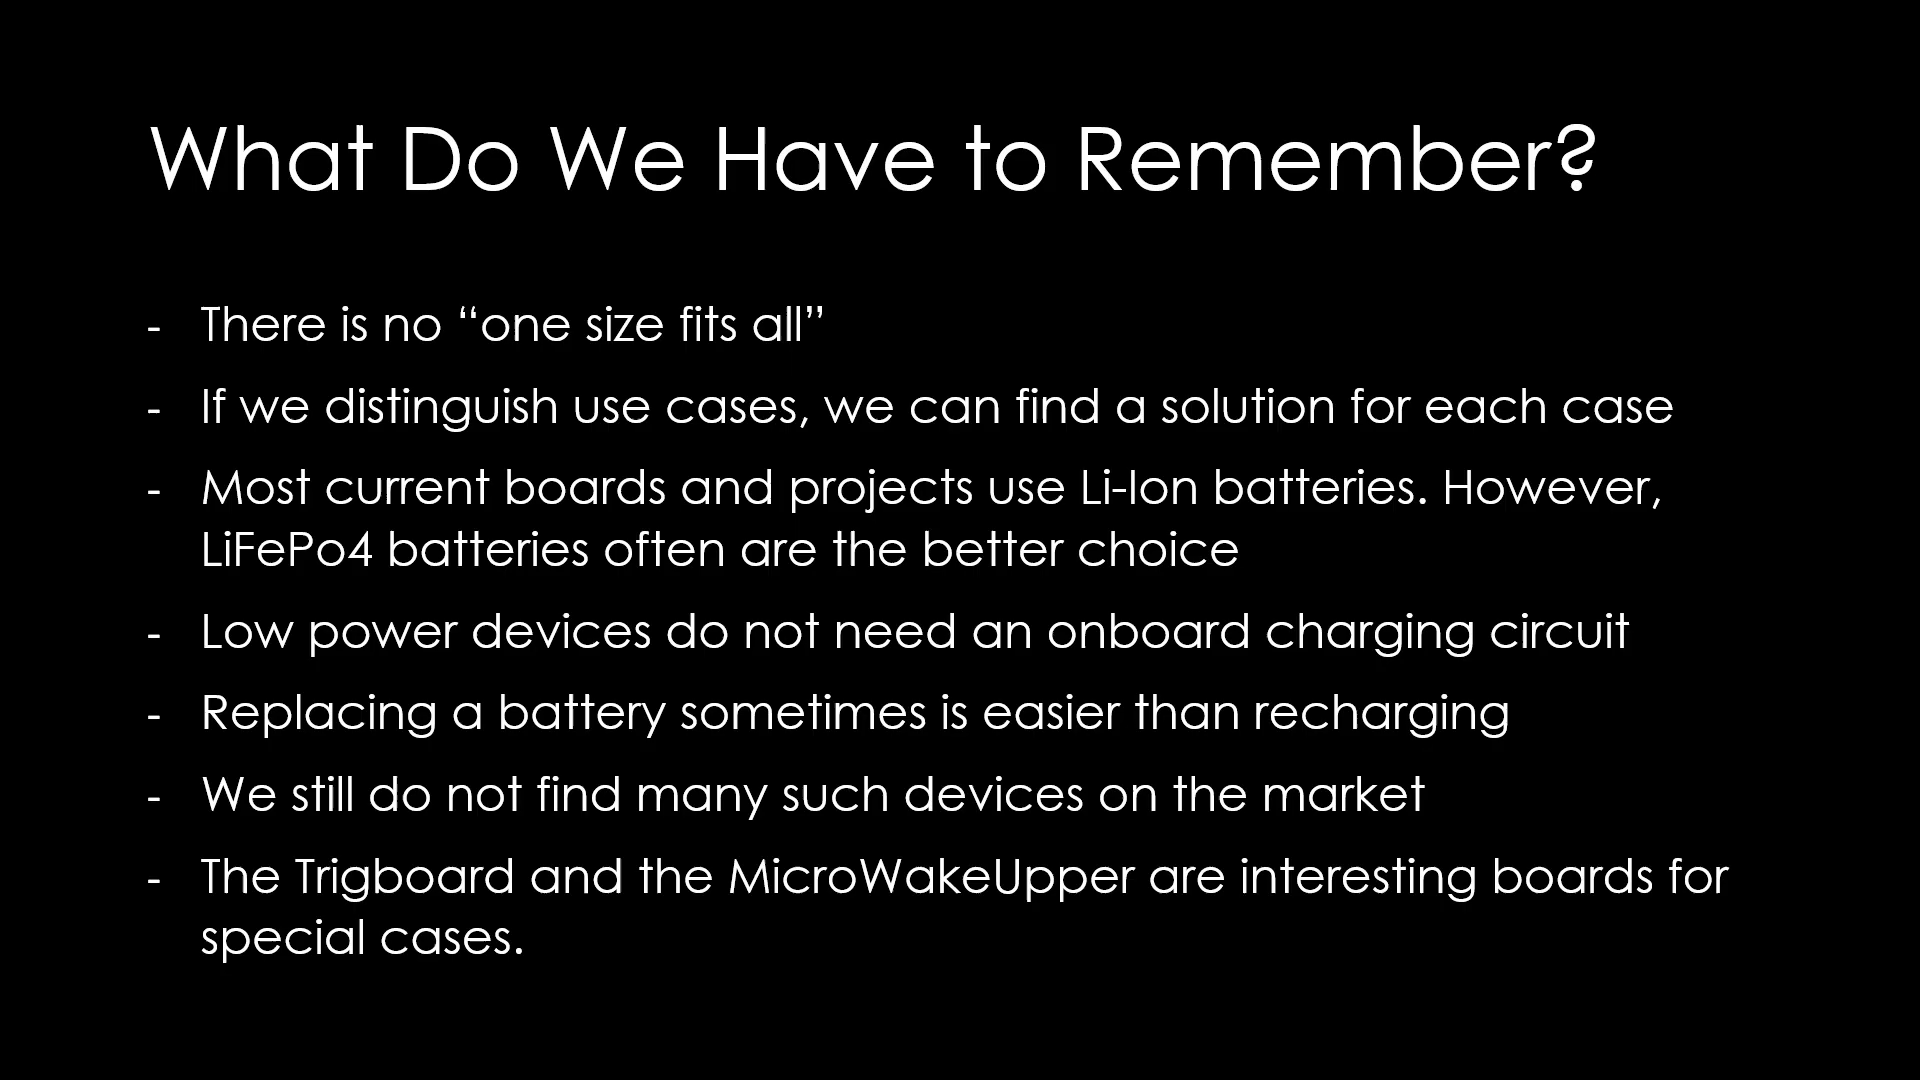 What Do We Have to Remember?
- There is no “one size fits all”
- If we distinguish use cases, we can find a solution for each case
- Most current boards and projects use Li-Ion batteries. However,
LiFePo4 batteries often are the better choice
- Low power devices do not need an onboard charging circuit
- Replacing a battery sometimes is easier than recharging
- We still do not find many such devices on the market
- The Trigboard and the MicroWakeUpper are interesting boards for
special cases.